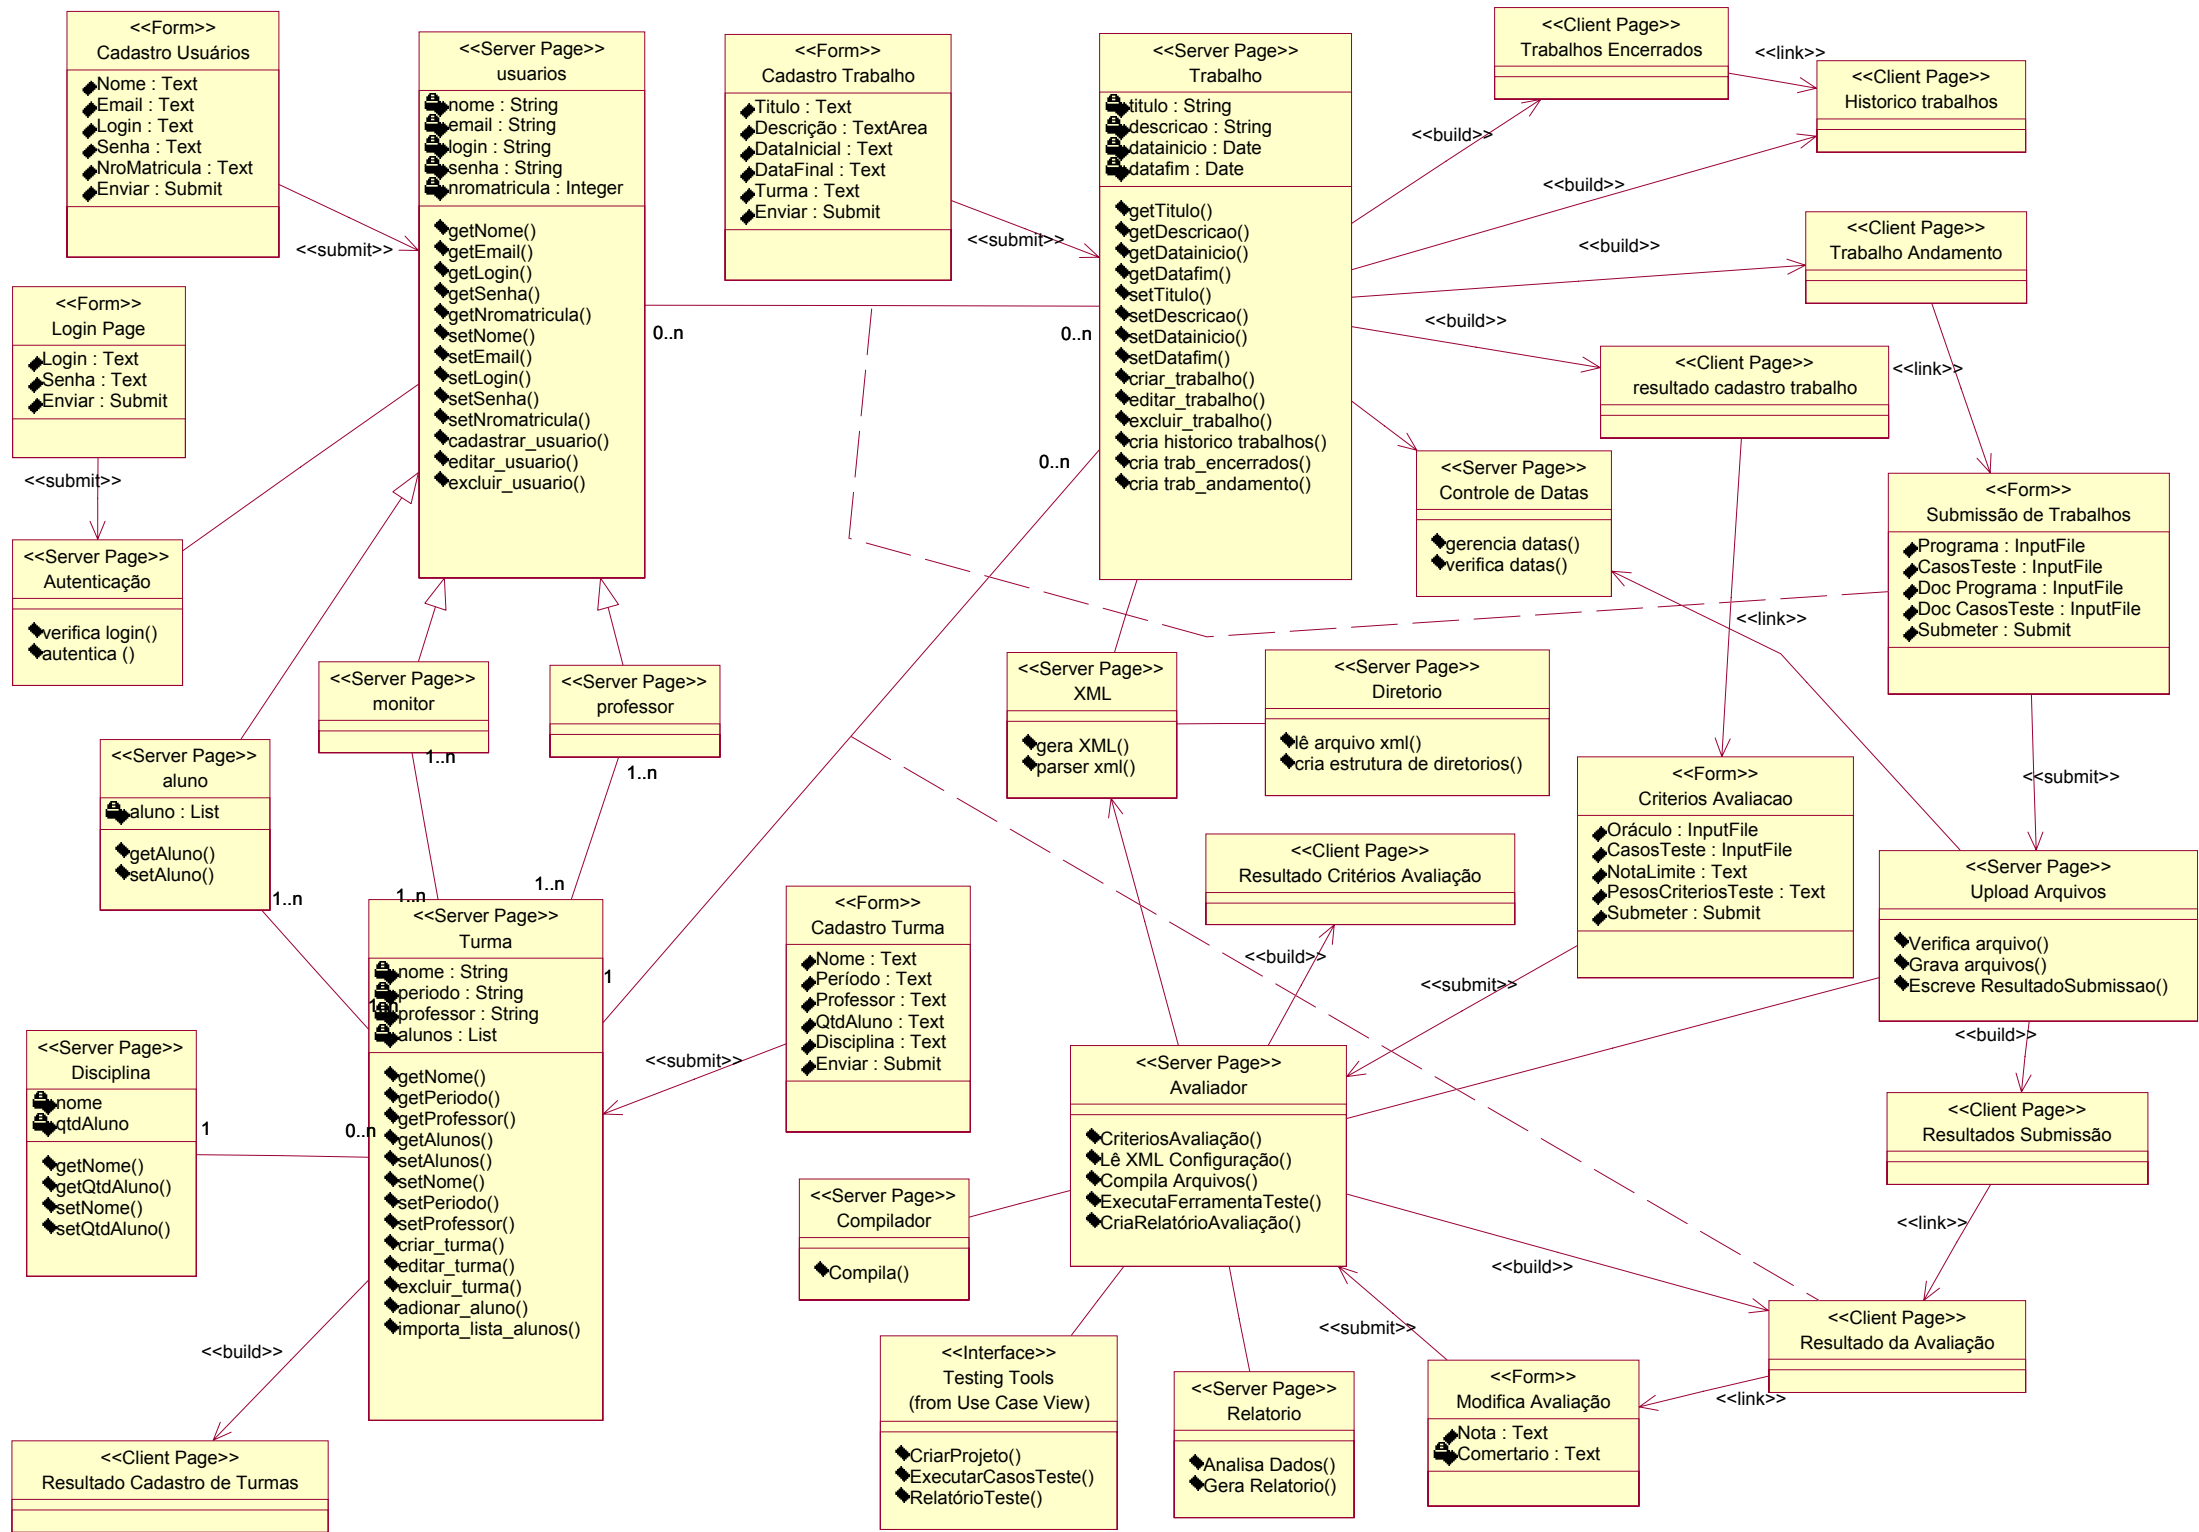 <<Form>>
Cadastro Usuários
Nome : Text
Email : Text
Login : Text
Senha : Text
NroMatricula : Text
Enviar : Submit
<<submit>>
<<Server Page>>
usuarios
nome : String
email : String
login : String
senha : String
nromatricula : Integer
getNome()
getEmail()
getLogin()
getSenha()
getNromatricula()
setNome()
setEmail()
setLogin()
setSenha()
setNromatricula()
cadastrar_usuario()
editar_usuario()
excluir_usuario()
0..n
<<Form>>
Cadastro Trabalho
Titulo : Text
Descrição : TextArea
DataInicial : Text
DataFinal : Text
Turma : Text
Enviar : Submit
<<submit>>
0..n
0..n
<<Server Page>>
Trabalho
titulo : String
descricao : String
datainicio : Date
datafim : Date
getTitulo()
getDescricao()
getDatainicio()
getDatafim()
setTitulo()
setDescricao()
setDatainicio()
setDatafim()
criar_trabalho()
editar_trabalho()
excluir_trabalho()
cria historico trabalhos()
cria trab_encerrados()
cria trab_andamento()
<<Client Page>>
Trabalhos Encerrados
<<link>>
<<Client Page>>
Historico trabalhos
<<build>>
<<build>>
<<build>>
<<build>>
<<Client Page>>
Trabalho Andamento
<<Client Page>>
resultado cadastro trabalho
<<link>>
<<Server Page>>
Controle de Datas
gerencia datas()
verifica datas()
<<Form>>
Submissão de Trabalhos
Programa : InputFile
CasosTeste : InputFile
Doc Programa : InputFile
Doc CasosTeste : InputFile
Submeter : Submit
<<link>>
<<submit>>
<<Form>>
Login Page
Login : Text
Senha : Text
Enviar : Submit
<<submit>>
<<Server Page>>
Autenticação
verifica login()
autentica ()
<<Server Page>>
monitor
1..n
<<Server Page>>
professor
1..n
<<Server Page>>
aluno
aluno : List
getAluno()
setAluno()
1..n
1..n
1..n
<<Server Page>>
XML
gera XML()
parser xml()
<<Server Page>>
Diretorio
lê arquivo xml()
cria estrutura de diretorios()
<<Client Page>>
Resultado Critérios Avaliação
<<build>>
<<Form>>
Criterios Avaliacao
Oráculo : InputFile
CasosTeste : InputFile
NotaLimite : Text
PesosCriteriosTeste : Text
Submeter : Submit
<<submit>>
<<Server Page>>
Upload Arquivos
Verifica arquivo()
Grava arquivos()
Escreve ResultadoSubmissao()
<<build>>
<<Server Page>>
Turma
nome : String
periodo : String
professor : String
alunos : List
getNome()
getPeriodo()
getProfessor()
getAlunos()
setAlunos()
setNome()
setPeriodo()
setProfessor()
criar_turma()
editar_turma()
excluir_turma()
adionar_aluno()
importa_lista_alunos()
1..n
1
0..n
<<Form>>
Cadastro Turma
Nome : Text
Período : Text
Professor : Text
QtdAluno : Text
Disciplina : Text
Enviar : Submit
<<submit>>
<<Server Page>>
Disciplina
nome
qtdAluno
getNome()
getQtdAluno()
setNome()
setQtdAluno()
1
<<build>>
<<Client Page>>
Resultado Cadastro de Turmas
<<Server Page>>
Avaliador
CriteriosAvaliação()
Lê XML Configuração()
Compila Arquivos()
ExecutaFerramentaTeste()
CriaRelatórioAvaliação()
<<Server Page>>
Compilador
Compila()
<<Client Page>>
Resultados Submissão
<<link>>
<<build>>
<<Client Page>>
Resultado da Avaliação
<<link>>
<<submit>>
<<Interface>>
Testing Tools
(from Use Case View)
CriarProjeto()
ExecutarCasosTeste()
RelatórioTeste()
<<Server Page>>
Relatorio
Analisa Dados()
Gera Relatorio()
<<Form>>
Modifica Avaliação
Nota : Text
Comertario : Text